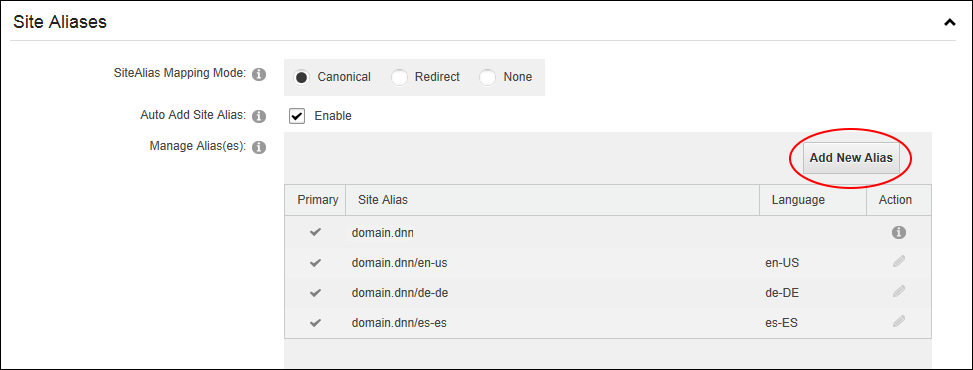 Site Aliases
SiteAlias Mapping Mode: Canonical Redirect None
Auto Add Site Alias: Enable
Manage Alias(es):
Add New Alias
Primary Site Alias Language Action
domain.dnn
domain.dnn/en-us en-US
domain.dnn/de-de de-DE
domain.dnn/es-es es-ES